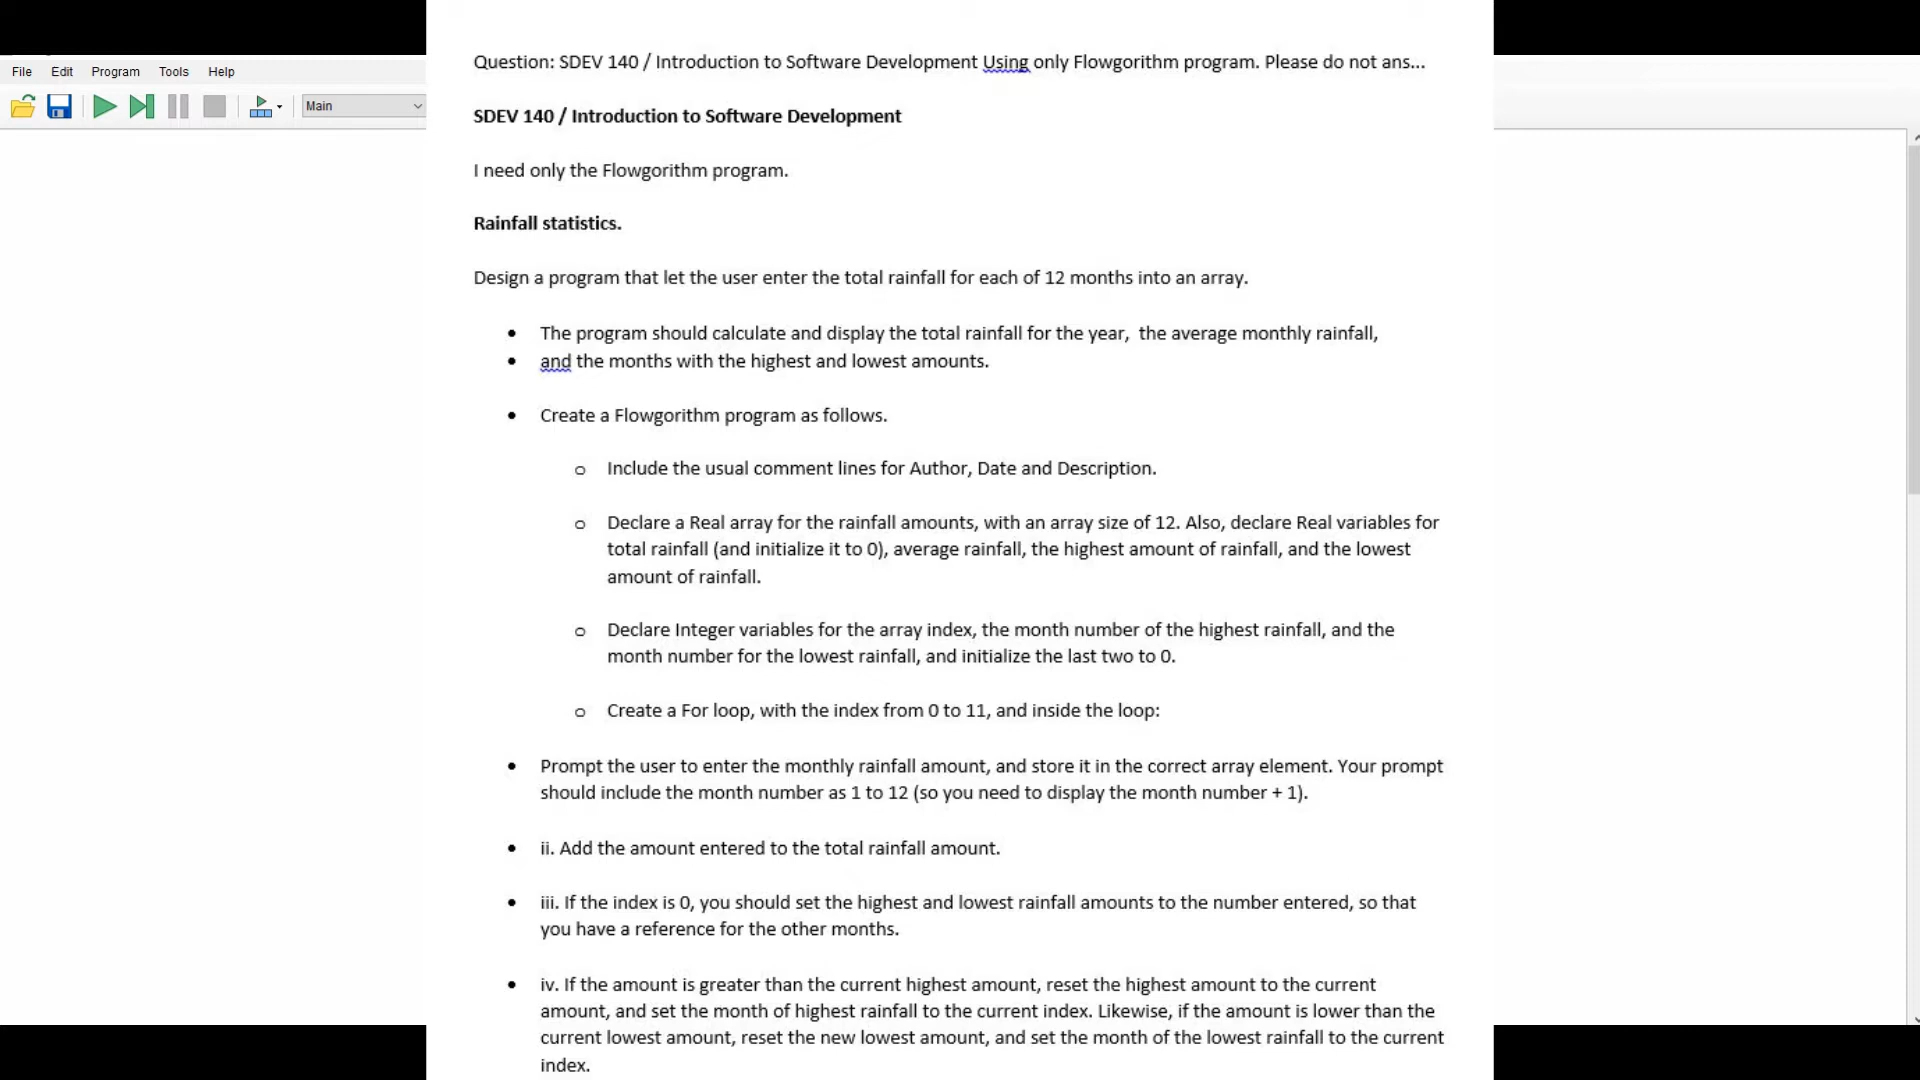 Question: SDEV 140 / Introduction to Software Development Using only Flowgorithm program. Please do not ans...
File Edit Program Tools Help
Main
SDEV 140 / Introduction to Software Development
I need only the Flowgorithm program.
Rainfall statistics.
Design a program that let the user enter the total rainfall for each of 12 months into an array.
• The program should calculate and display the total rainfall for the year, the average monthly rainfall,
• and the months with the highest and lowest amounts.
• Create a Flowgorithm program as follows.
o Include the usual comment lines for Author, Date and Description.
o Declare a Real array for the rainfall amounts, with an array size of 12. Also, declare Real variables for
total rainfall (and initialize it to 0), average rainfall, the highest amount of rainfall, and the lowest
amount of rainfall.
o Declare Integer variables for the array index, the month number of the highest rainfall, and the
month number for the lowest rainfall, and initialize the last two to 0.
o Create a For loop, with the index from 0 to 11, and inside the loop:
• Prompt the user to enter the monthly rainfall amount, and store it in the correct array element. Your prompt
should include the month number as 1 to 12 (so you need to display the month number + 1).
• ii. Add the amount entered to the total rainfall amount.
• iii. If the index is 0, you should set the highest and lowest rainfall amounts to the number entered, so that
you have a reference for the other months.
• iv. If the amount is greater than the current highest amount, reset the highest amount to the current
amount, and set the month of highest rainfall to the current index. Likewise, if the amount is lower than the
current lowest amount, reset the new lowest amount, and set the month of the lowest rainfall to the current
index.